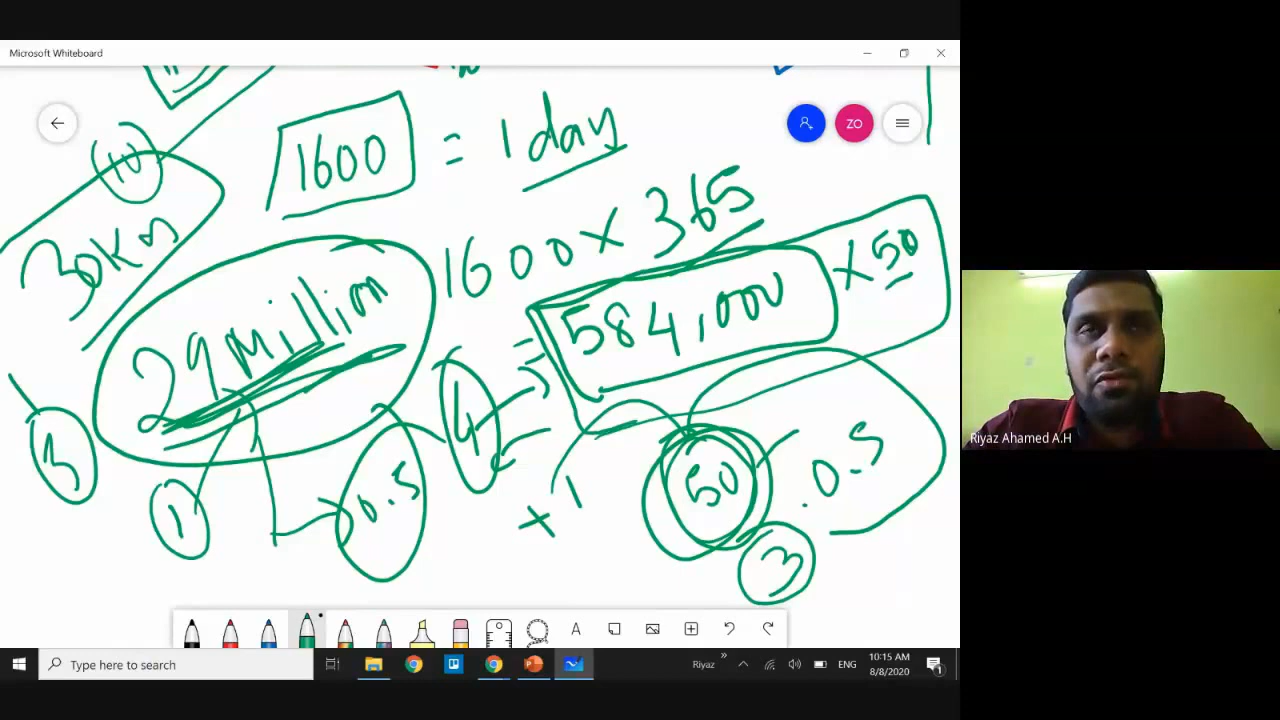 Microsoft Whiteboard
ZO
1600 = 1 day
10
30km
1600 x 365
29 Million
= 584,000 x 50
4
3
1
0.5
+1
50
.0.5
3
Riyaz Ahamed A.H
A
Type here to search
Riyaz
»
ENG
10:15 AM
8/8/2020
1